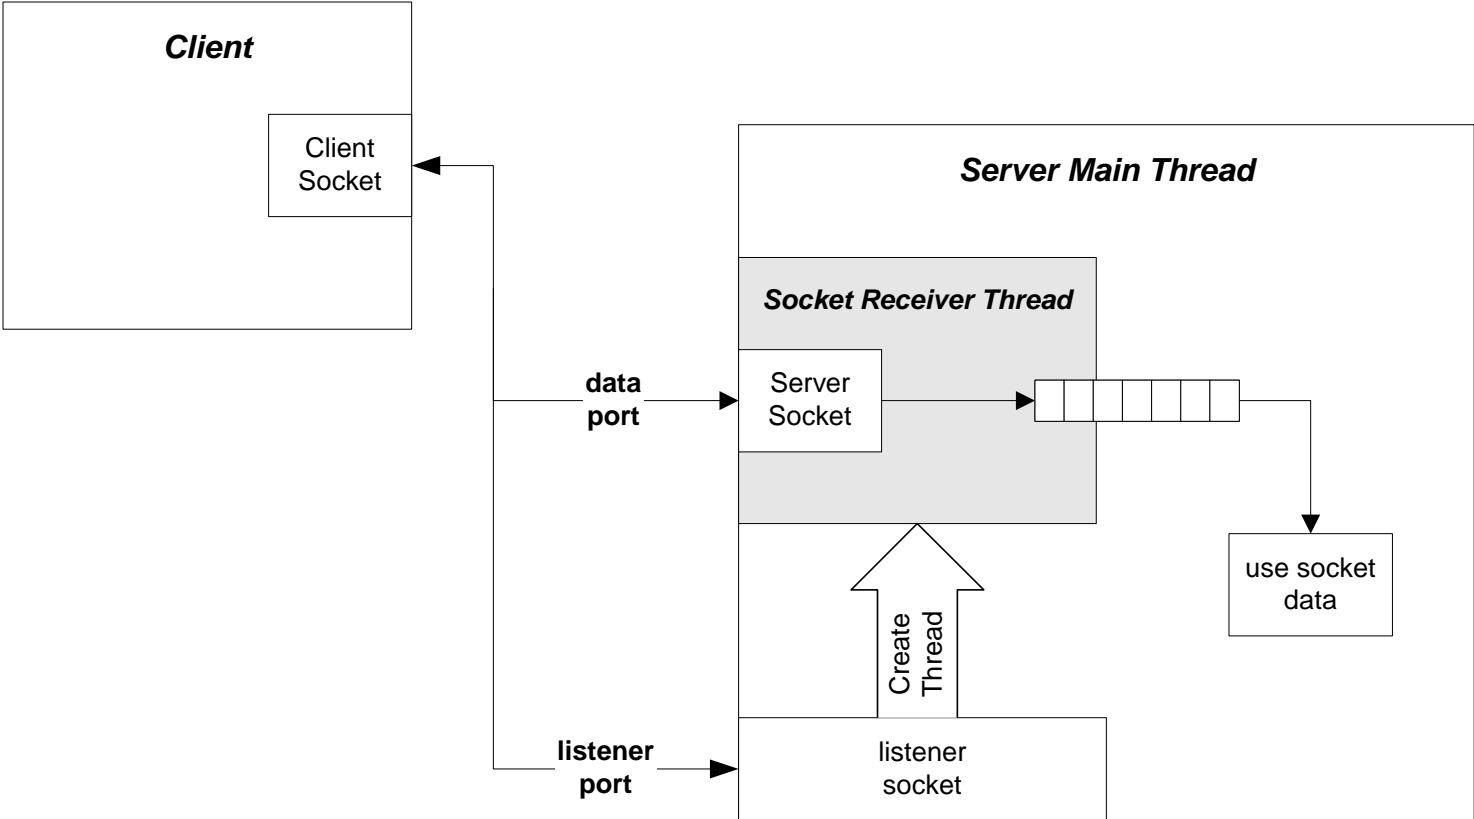 Client
Client
Socket
Server Main Thread
Socket Receiver Thread
data
port
Server
Socket
use socket
data
Create
Thread
listener
port
listener
socket